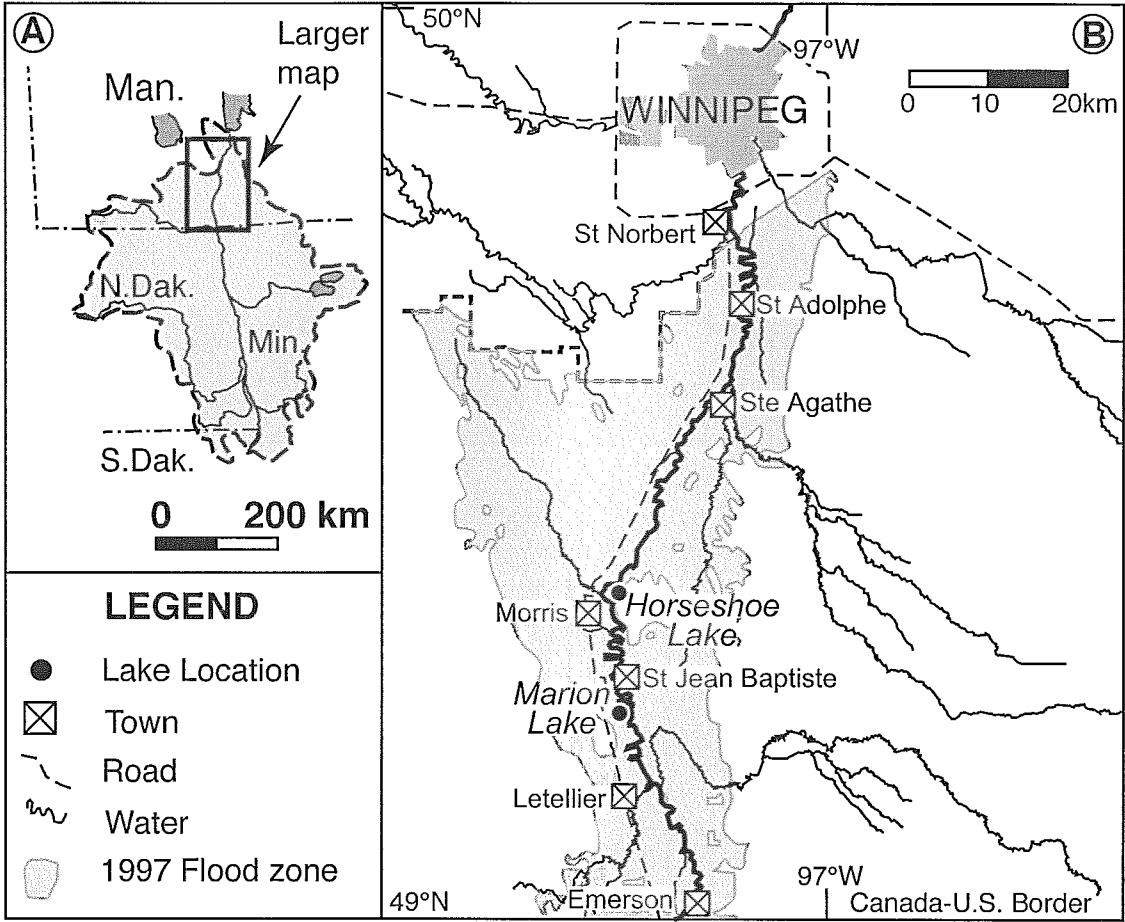 A
Larger
map
Man.
N.Dak.
Min.
S.Dak.
0 200 km
LEGEND
Lake Location
Town
Road
Water
1997 Flood zone
50°N
97°W
B
0 10 20km
WINNIPEG
St Norbert
St Adolphe
Ste Agathe
Morris
Horseshoe
Lake
St Jean Baptiste
Marion
Lake
Letellier
Emerson
49°N
97°W
Canada-U.S. Border